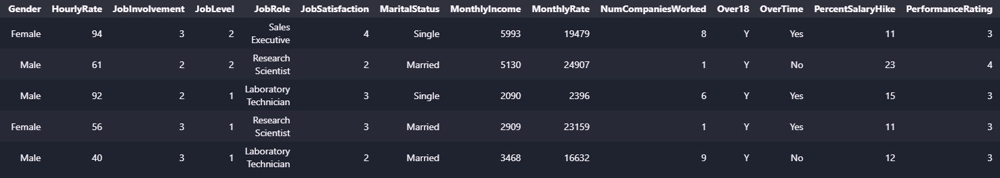 Gender HourlyRate JobInvolvement JobLevel JobRole JobSatisfaction MaritalStatus MonthlyIncome MonthlyRate NumCompaniesWorked Over18 OverTime PercentSalaryHike PerformanceRating
Female 94 3 2 Sales Executive 4 Single 5993 19479 8 Y Yes 11 3
Male 61 2 2 Research Scientist 2 Married 5130 24907 1 Y No 23 4
Male 92 2 1 Laboratory Technician 3 Single 2090 2396 6 Y Yes 15 3
Female 56 3 1 Research Scientist 3 Married 2909 23159 1 Y Yes 11 3
Male 40 3 1 Laboratory Technician 2 Married 3468 16632 9 Y No 12 3